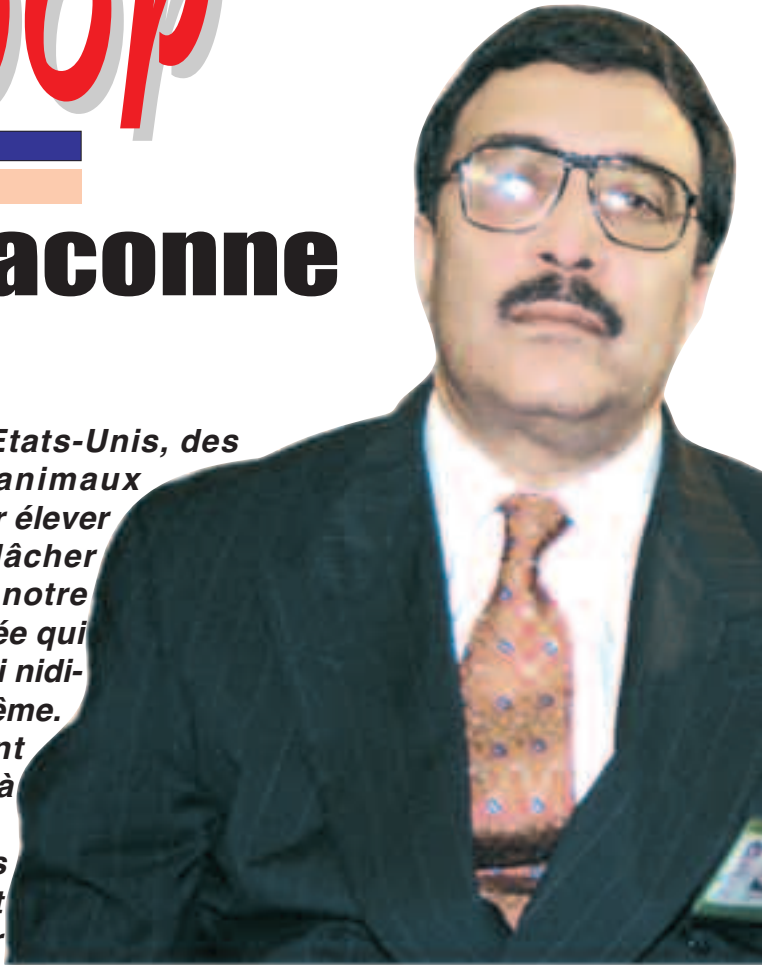 oop
aconne
Etats-Unis, des
animaux
r élever
lâcher
notre
ée qui
i nidi-
ême.
nt
à
s
t
r